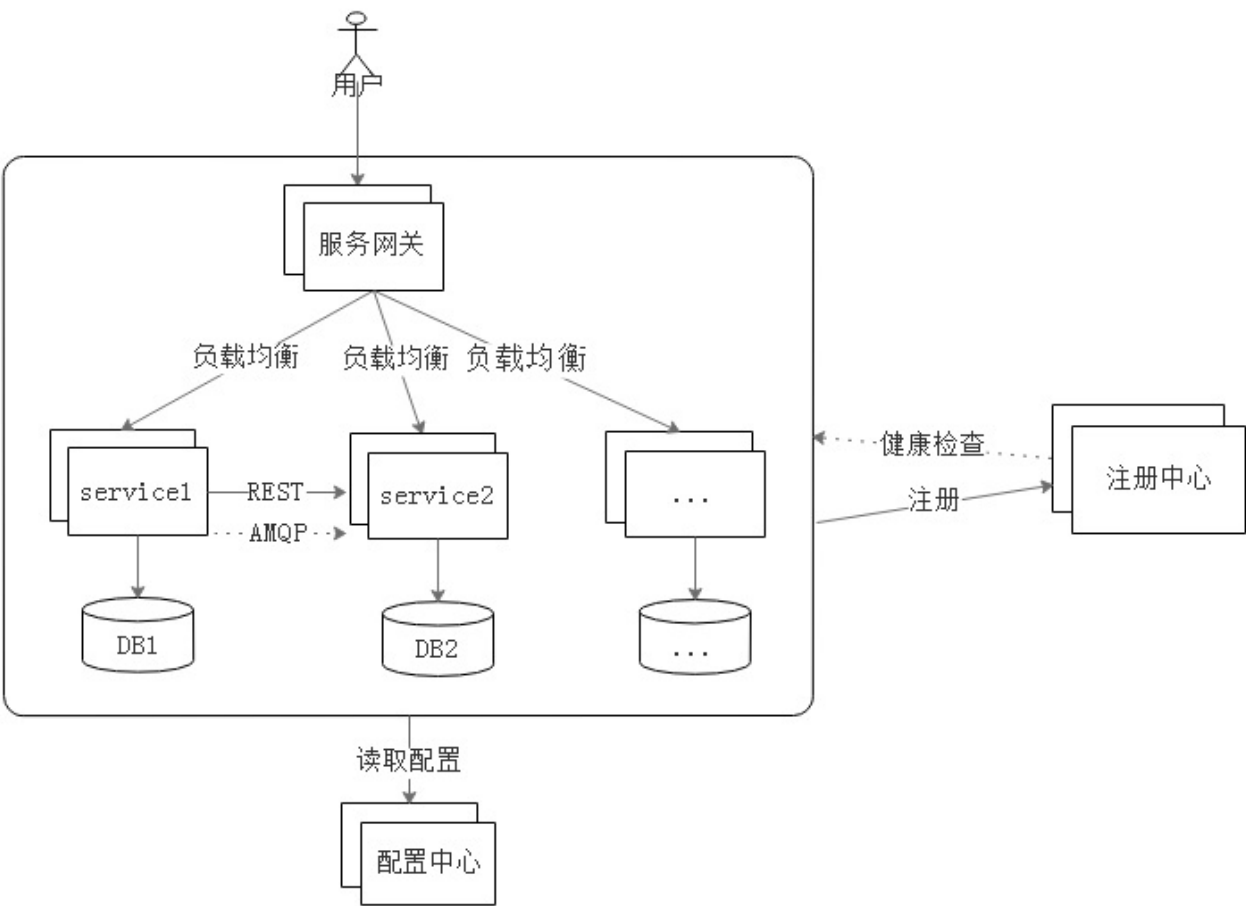 用户
服务网关
负载均衡
负载均衡
负载均衡
健康检查
注册中心
注册
service1
REST
service2
...
AMQP
DB1
DB2
...
读取配置
配置中心